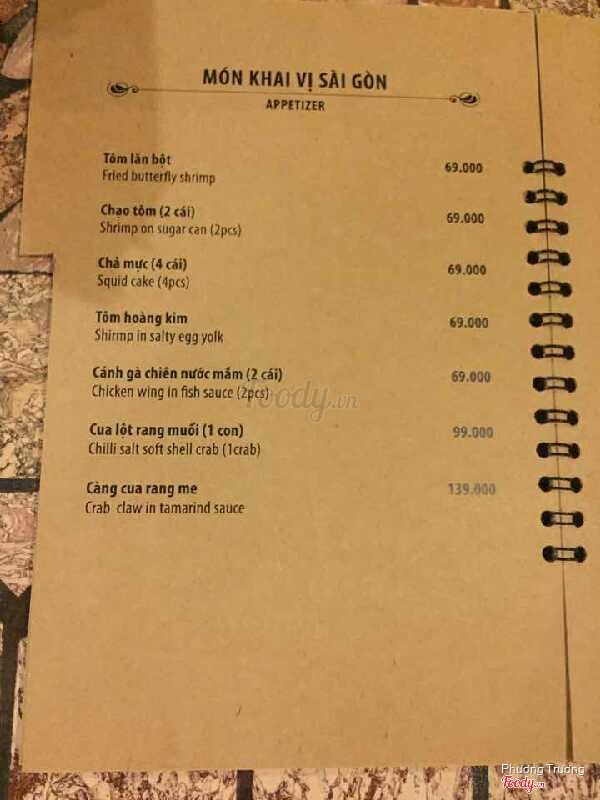 MÓN KHAI VỊ SÀI GÒN
APPETIZER
Tôm lăn bột 69.000
Fried butterfly shrimp
Chạo tôm (2 cái) 69.000
Shrimp on sugar can (2pcs)
Chả mực (4 cái) 69.000
Squid cake (4pcs)
Tôm hoàng kim 69.000
Shirmp in salty egg yolk
Cánh gà chiên nước mắm (2 cái) 69.000
Chicken wing in fish sauce (2pcs)
Cua lột rang muối (1 con) 99.000
Chilli salt soft shell crab (1crab)
Càng cua rang me 139.000
Crab claw in tamarind sauce
foody.vn
Phương Trương
Foody.vn